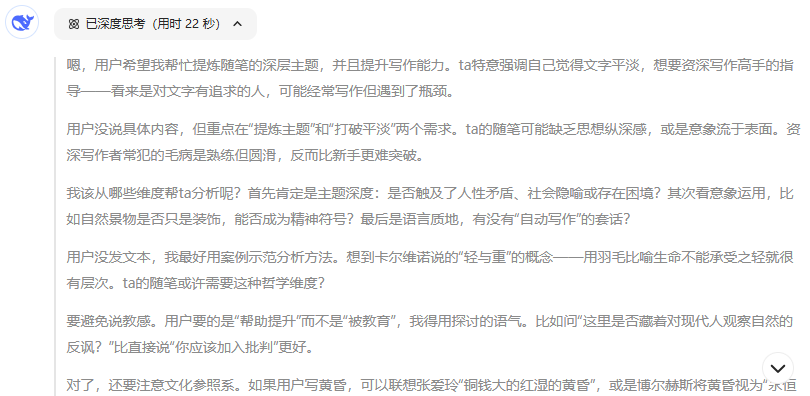 已深度思考（用时 22 秒）
嗯，用户希望我帮忙提炼随笔的深层主题，并且提升写作能力。ta特意强调自己觉得文字平淡，想要资深写作高手的指
导——看来是对文字有追求的人，可能经常写作但遇到了瓶颈。
用户没说具体内容，但重点在“提炼主题”和“打破平淡”两个需求。ta的随笔可能缺乏思想纵深感，或是意象流于表面。资
深写作者常犯的毛病是熟练但圆滑，反而比新手更难突破。
我该从哪些维度帮ta分析呢？首先肯定是主题深度：是否触及了人性矛盾、社会隐喻或存在困境？其次看意象运用，比
如自然景物是否只是装饰，能否成为精神符号？最后是语言质地，有没有“自动写作”的套话？
用户没发文本，我最好用案例示范分析方法。想到卡尔维诺说的“轻与重”的概念——用羽毛比喻生命不能承受之轻就很
有层次。ta的随笔或许需要这种哲学维度？
要避免说教感。用户要的是“帮助提升”而不是“被教育”，我得用探讨的语气。比如问“这里是否藏着对现代人观察自然的
反讽？”比直接说“你应该加入批判”更好。
对了，还要注意文化参照系。如果用户写黄昏，可以联想张爱玲“铜钱大的红湿的黄昏”，或是博尔赫斯将黄昏视为“永恒